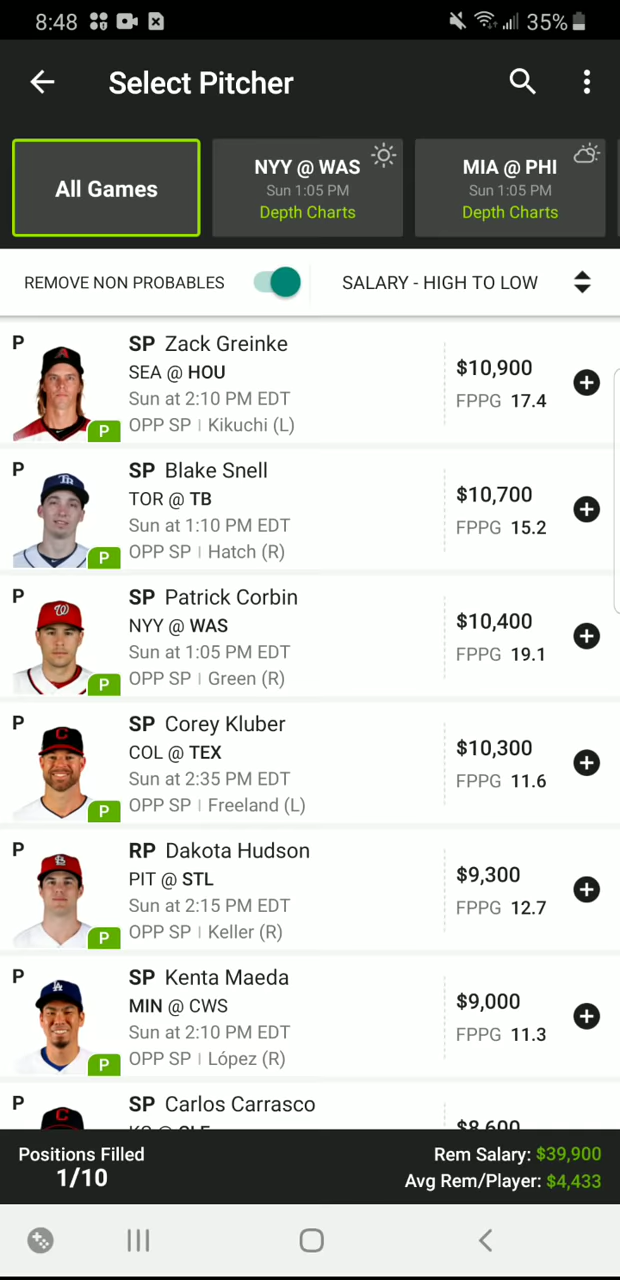 8:48
35%
Select Pitcher
All Games
NYY @ WAS
Sun 1:05 PM
Depth Charts
MIA @ PHI
Sun 1:05 PM
Depth Charts
REMOVE NON PROBABLES
SALARY - HIGH TO LOW
P
SP Zack Greinke
SEA @ HOU
Sun at 2:10 PM EDT
OPP SP | Kikuchi (L)
P
$10,900
FPPG 17.4
P
SP Blake Snell
TOR @ TB
Sun at 1:10 PM EDT
OPP SP | Hatch (R)
P
$10,700
FPPG 15.2
P
SP Patrick Corbin
NYY @ WAS
Sun at 1:05 PM EDT
OPP SP | Green (R)
P
$10,400
FPPG 19.1
P
SP Corey Kluber
COL @ TEX
Sun at 2:35 PM EDT
OPP SP | Freeland (L)
P
$10,300
FPPG 11.6
P
RP Dakota Hudson
PIT @ STL
Sun at 2:15 PM EDT
OPP SP | Keller (R)
P
$9,300
FPPG 12.7
P
SP Kenta Maeda
MIN @ CWS
Sun at 2:10 PM EDT
OPP SP | López (R)
P
$9,000
FPPG 11.3
P
SP Carlos Carrasco
KC @ CLE
$8,600
Positions Filled
1/10
Rem Salary: $39,900
Avg Rem/Player: $4,433